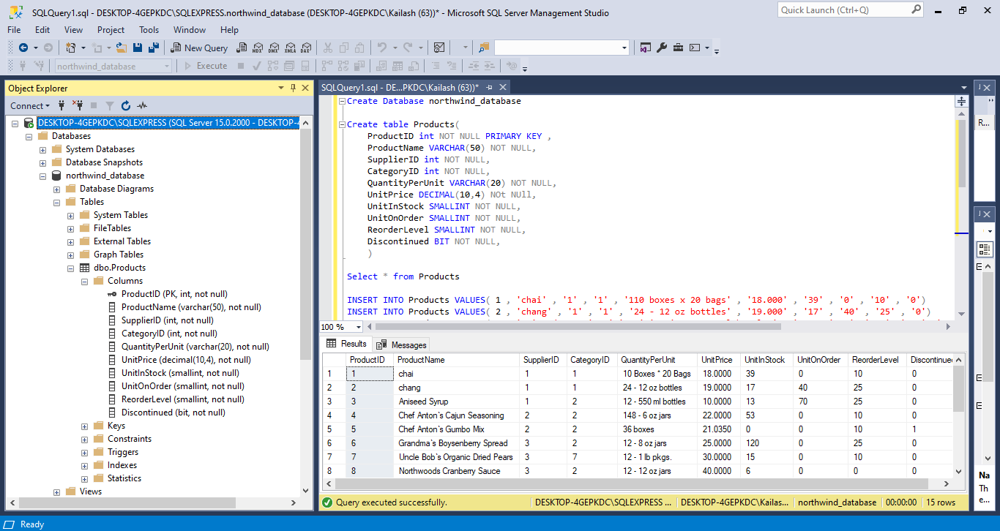 SQLQuery1.sql - DESKTOP-4GEPKDC\SQLEXPRESS.northwind_database (DESKTOP-4GEPKDC\Kailash (63))* - Microsoft SQL Server Management Studio
Quick Launch (Ctrl+Q)
File Edit View Project Tools Window Help
New Query MDX DMX XMLA DAX
northwind_database Execute
Object Explorer
Connect
DESKTOP-4GEPKDC\SQLEXPRESS (SQL Server 15.0.2000 - DESKTOP-4
Databases
System Databases
Database Snapshots
northwind_database
Database Diagrams
Tables
System Tables
FileTables
External Tables
Graph Tables
dbo.Products
Columns
ProductID (PK, int, not null)
ProductName (varchar(50), not null)
SupplierID (int, not null)
CategoryID (int, not null)
QuantityPerUnit (varchar(20), not null)
UnitPrice (decimal(10,4), not null)
UnitInStock (smallint, not null)
UnitOnOrder (smallint, not null)
ReorderLevel (smallint, not null)
Discontinued (bit, not null)
Keys
Constraints
Triggers
Indexes
Statistics
Views
SQLQuery1.sql - DE...PKDC\Kailash (63))*
Create Database northwind_database
Create table Products(
ProductID int NOT NULL PRIMARY KEY ,
ProductName VARCHAR(50) NOT NULL,
SupplierID int NOT NULL,
CategoryID int NOT NULL,
QuantityPerUnit VARCHAR(20) NOT NULL,
UnitPrice DECIMAL(10,4) NOt NUll,
UnitInStock SMALLINT NOT NULL,
UnitOnOrder SMALLINT NOT NULL,
ReorderLevel SMALLINT NOT NULL,
Discontinued BIT NOT NULL,
)
Select * from Products
INSERT INTO Products VALUES( 1 , 'chai' , '1' , '1' , '110 boxes x 20 bags' , '18.000' , '39' , '0' , '10' , '0')
INSERT INTO Products VALUES( 2 , 'chang' , '1' , '1' , '24 - 12 oz bottles' , '19.000' , '17' , '40' , '25' , '0')
100 %
Results Messages
ProductID ProductName SupplierID CategoryID QuantityPerUnit UnitPrice UnitInStock UnitOnOrder ReorderLevel Discontinued
1 1 chai 1 1 10 Boxes * 20 Bags 18.0000 39 0 10 0
2 2 chang 1 1 24 - 12 oz bottles 19.0000 17 40 25 0
3 3 Aniseed Syrup 1 2 12 - 550 ml bottles 10.0000 13 70 25 0
4 4 Chef Anton`s Cajun Seasoning 2 2 148 - 6 oz jars 22.0000 53 0 10 0
5 5 Chef Anton`s Gumbo Mix 2 2 36 boxes 21.0350 0 0 10 1
6 6 Grandma`s Boysenberry Spread 3 2 12 - 8 oz jars 25.0000 120 0 25 0
7 7 Uncle Bob`s Organic Dried Pears 3 7 12 - 1 lb pkgs. 30.0000 15 0 10 0
8 8 Northwoods Cranberry Sauce 3 2 12 - 12 oz jars 40.0000 6 0 0 0
Query executed successfully. DESKTOP-4GEPKDC\SQLEXPRESS ... DESKTOP-4GEPKDC\Kailas... northwind_database 00:00:00 15 rows
R...
Na
Th
e...
Ready